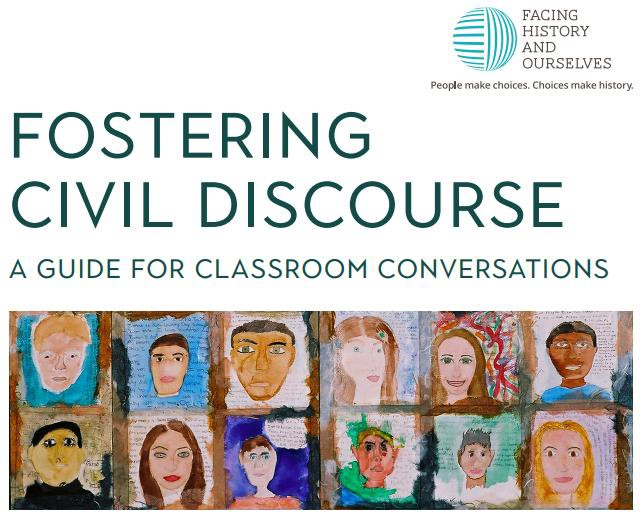 FACING
HISTORY
AND
OURSELVES
People make choices. Choices make history.
FOSTERING
CIVIL DISCOURSE
A GUIDE FOR CLASSROOM CONVERSATIONS